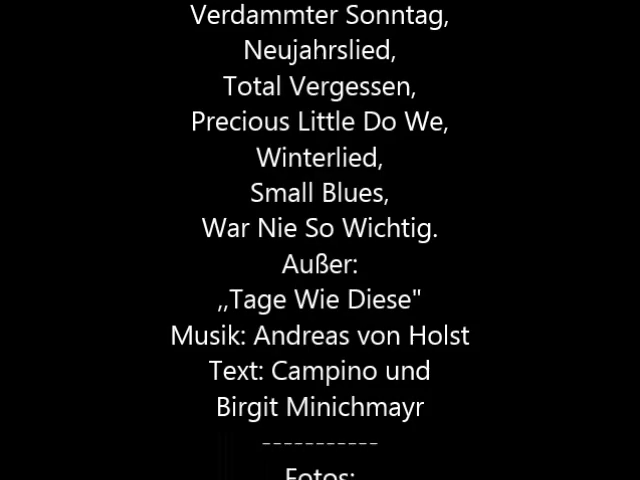 Verdammter Sonntag,
Neujahrslied,
Total Vergessen,
Precious Little Do We,
Winterlied,
Small Blues,
War Nie So Wichtig.
Außer:
,,Tage Wie Diese"
Musik: Andreas von Holst
Text: Campino und
Birgit Minichmayr
-----------
Fotos: